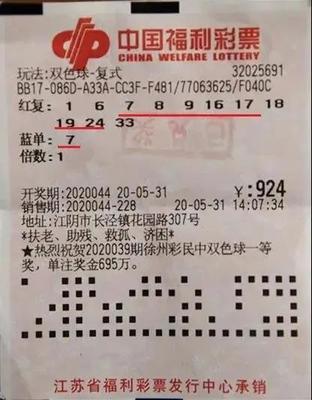 中国福利彩票
CHINA WELFARE LOTTERY
玩法:双色球-复式 32025691
BB17-086D-A33A-CC3F-F481/77063625/F040C
红复: 1 6 7 8 9 16 17 18
19 24 33
蓝单: 7
倍数: 1
开奖期: 2020044 20-05-31 ¥:924
销售期: 2020044-228 20-05-31 14:07:34
地址: 江阴市长泾镇花园路307号
*扶老、助残、救孤、济困*
★热烈祝贺2020039期徐州彩民中双色球一等
奖，单注奖金695万。
江苏省福利彩票发行中心承销